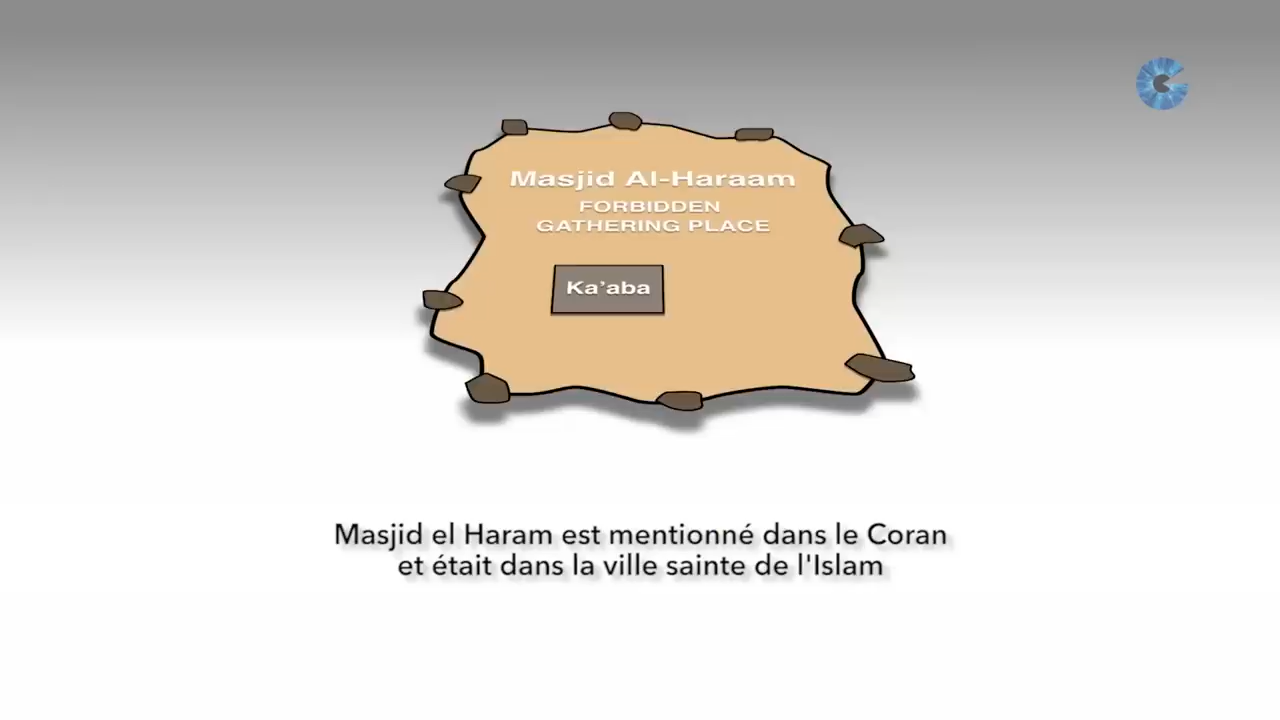 Masjid Al-Haraam
FORBIDDEN
GATHERING PLACE
Ka'aba
Masjid el Haram est mentionné dans le Coran
et était dans la ville sainte de l'Islam